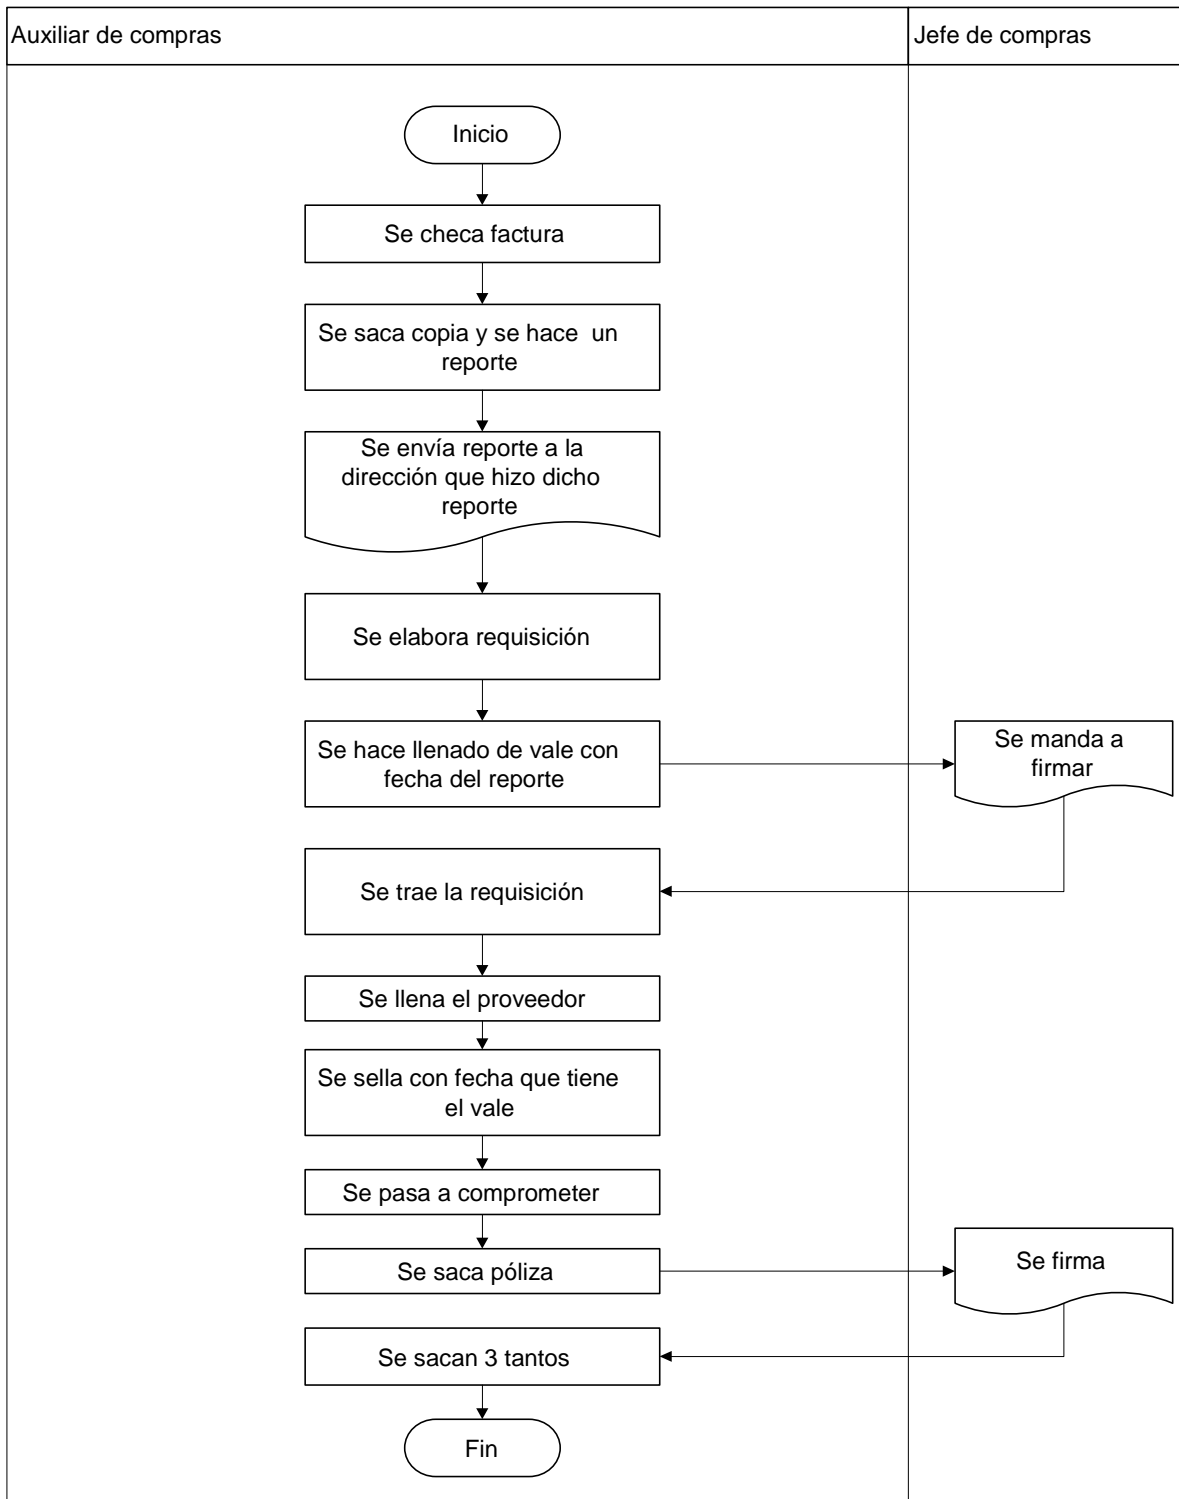 Auxiliar de compras
Jefe de compras
Inicio
Se checa factura
Se saca copia y se hace  un
reporte
Se envía reporte a la
dirección que hizo dicho
reporte
Se elabora requisición
Se hace llenado de vale con
fecha del reporte
Se manda a
firmar
Se trae la requisición
Se llena el proveedor
Se sella con fecha que tiene
el vale
Se pasa a comprometer
Se saca póliza
Se firma
Se sacan 3 tantos
Fin